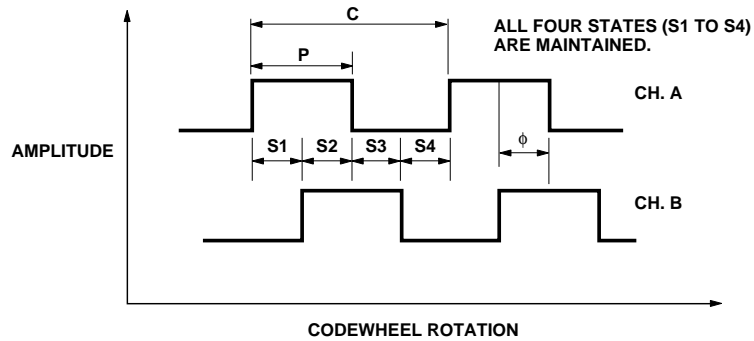 C
ALL FOUR STATES (S1 TO S4)
ARE MAINTAINED.
P
CH. A
AMPLITUDE
S1 S2 S3 S4
ϕ
CH. B
CODEWHEEL ROTATION